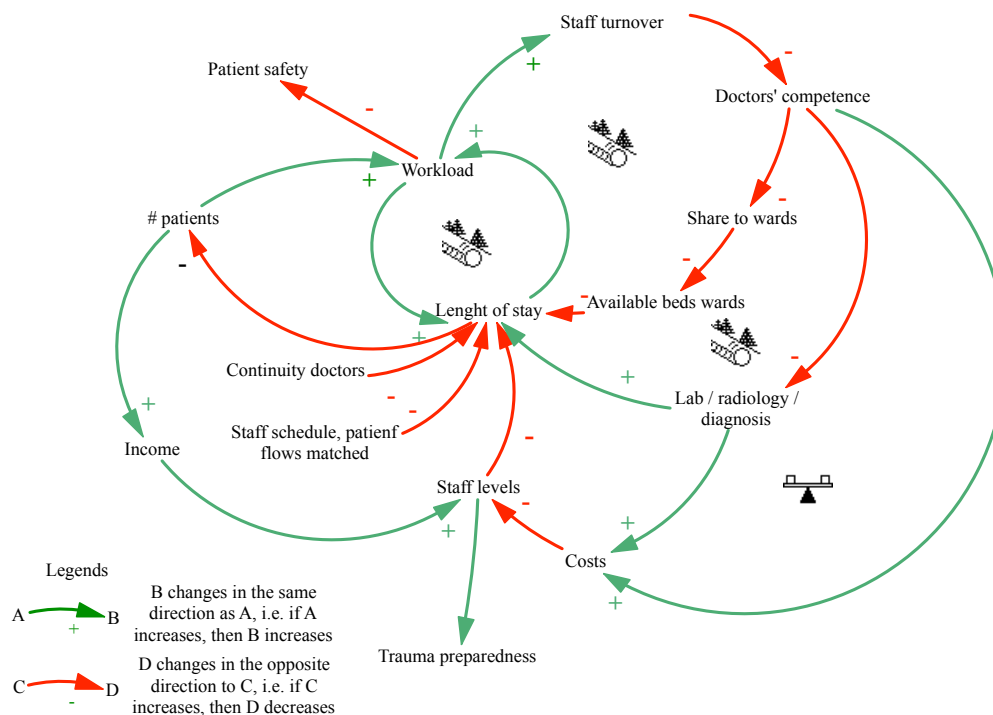 Staff turnover
-
+
Patient safety
-
Doctors' competence
+
Workload
+
-
Share to wards
# patients
-
-
-
Available beds wards
Lenght of stay
+
-
Continuity doctors
+
-
Lab / radiology /
diagnosis
-
+
Staff schedule, patienf
flows matched
-
-
Income
Staff levels
-
+
+
Costs
+
Trauma preparedness
Legends
A
B
+
B changes in the same
direction as A, i.e. if A
increases, then B increases
C
D
-
D changes in the opposite
direction to C, i.e. if C
increases, then D decreases